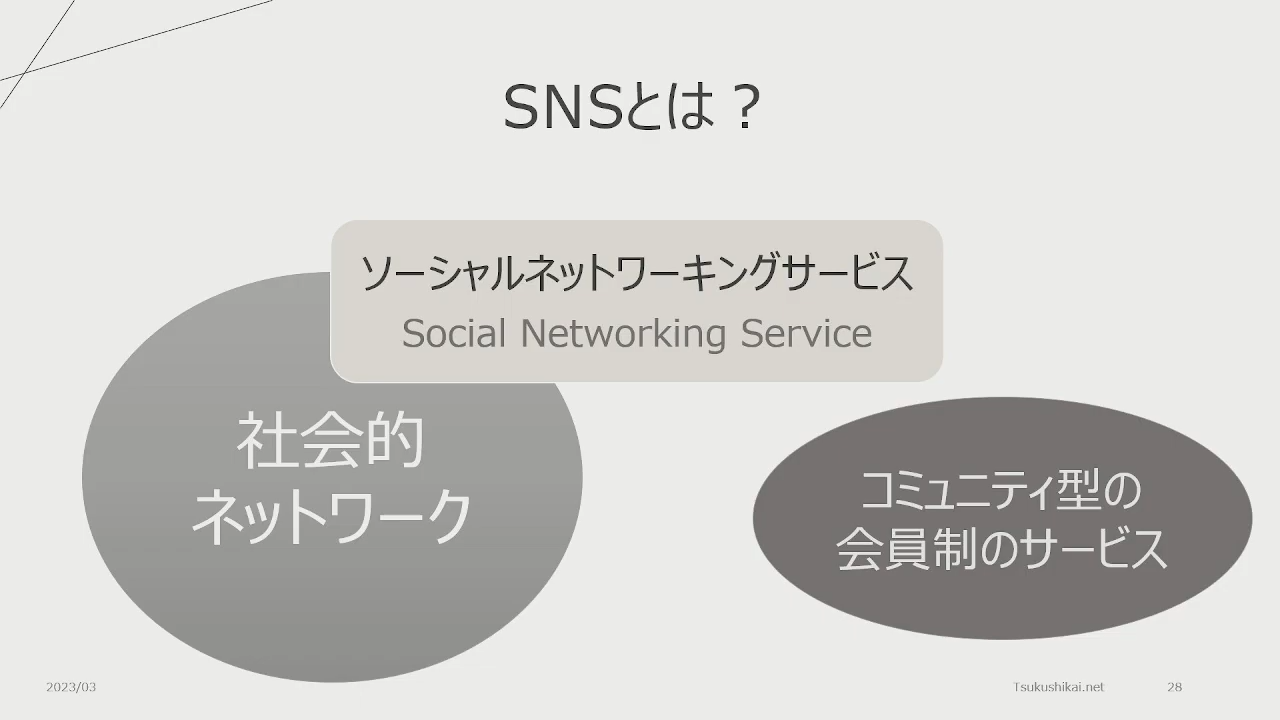 SNSとは？
ソーシャルネットワーキングサービス
Social Networking Service
社会的
ネットワーク
コミュニティ型の
会員制のサービス
2023/03
Tsukushikai.net
28